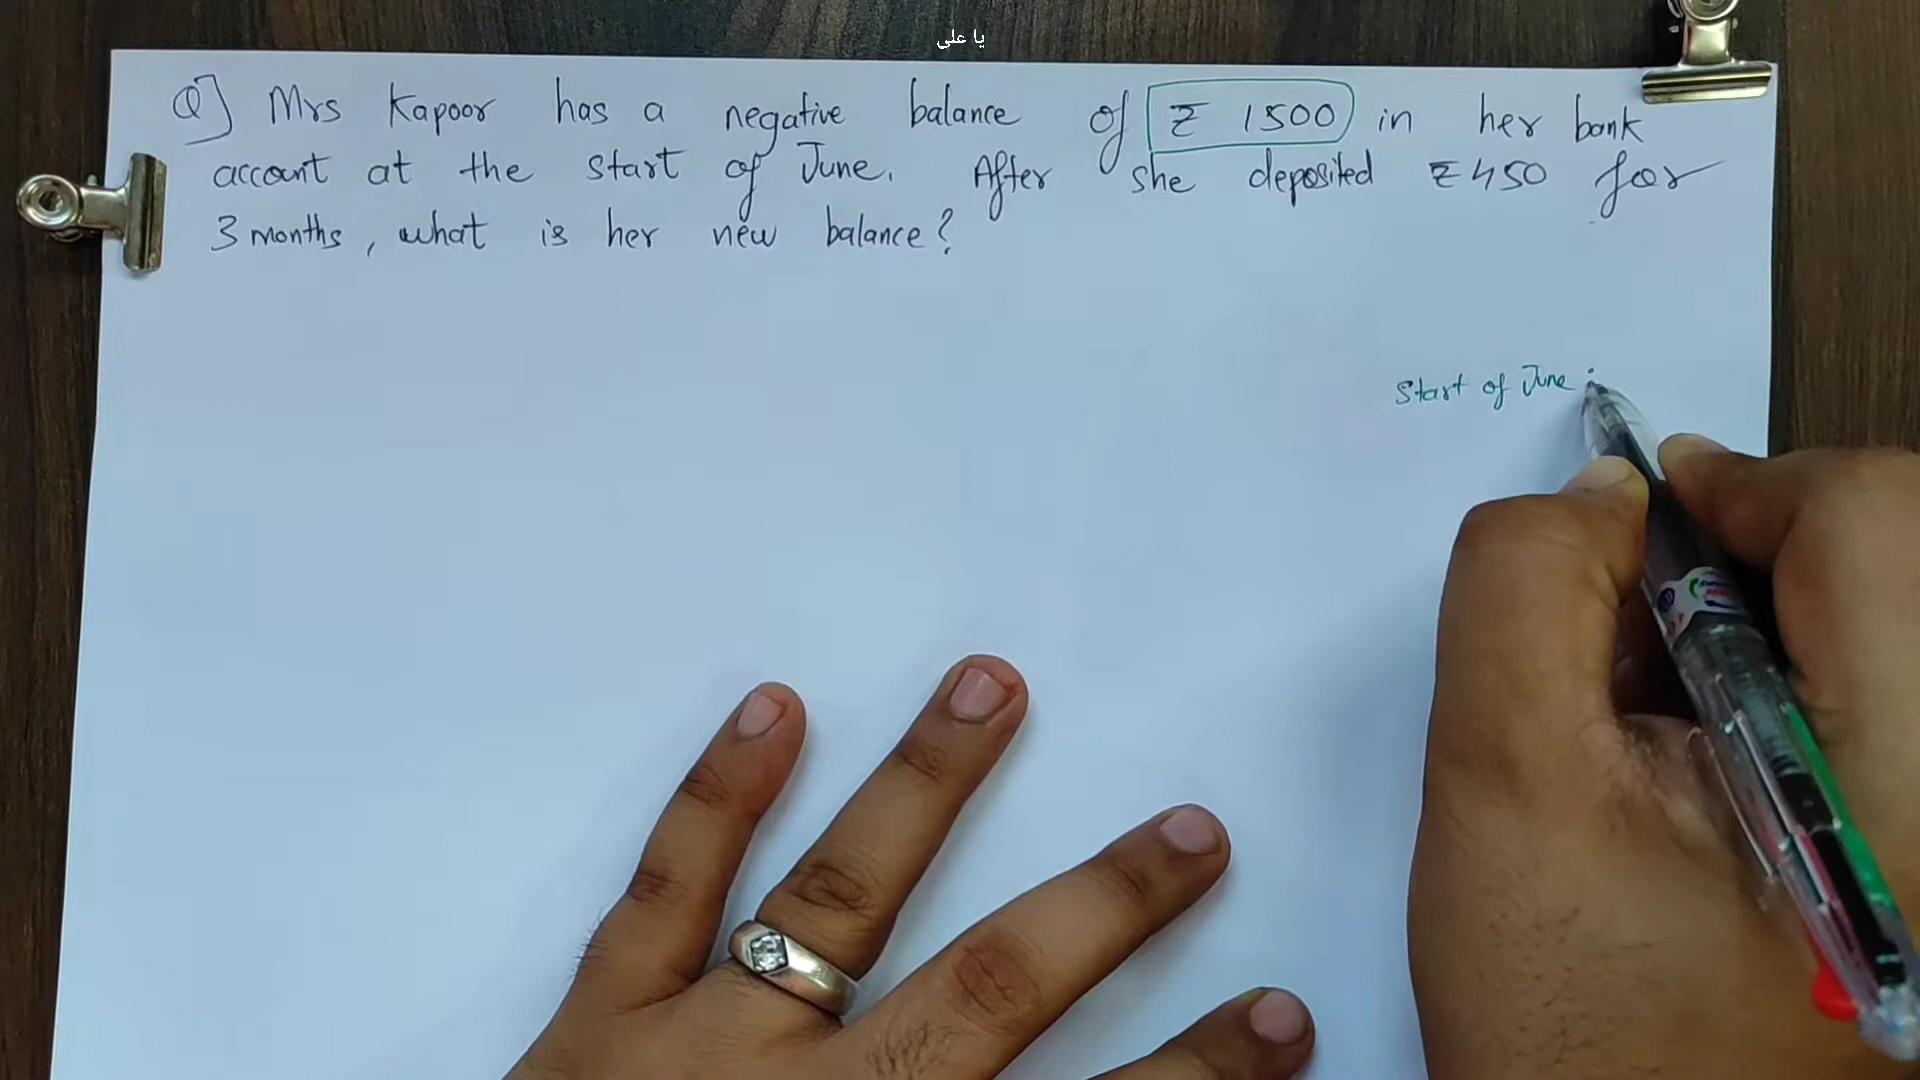 يا علي
Q] Mrs Kapoor has a negative balance of ₹ 1500 in her bank
account at the start of June. After she deposited ₹450 for
3 months, what is her new balance?
Start of June :